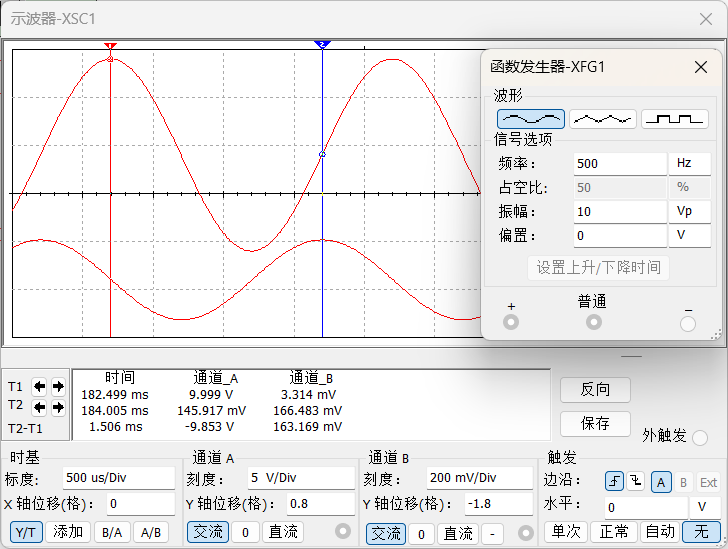 示波器-XSC1
1
2
函数发生器-XFG1
波形
信号选项
频率： 500 Hz
占空比: 50 %
振幅： 10 Vp
偏置： 0 V
设置上升/下降时间
+ 普通 −
时间 通道_A 通道_B
T1 182.499 ms 9.999 V 3.314 mV
T2 184.005 ms 145.917 mV 166.483 mV
T2-T1 1.506 ms -9.853 V 163.169 mV
反向
保存
外触发
时基 通道 A 通道 B 触发
标度: 500 us/Div 刻度： 5 V/Div 刻度： 200 mV/Div 边沿: A B Ext
X 轴位移(格)： 0 Y 轴位移(格)： 0.8 Y 轴位移(格)： -1.8 水平： 0 V
Y/T 添加 B/A A/B 交流 0 直流 交流 0 直流 - 单次 正常 自动 无